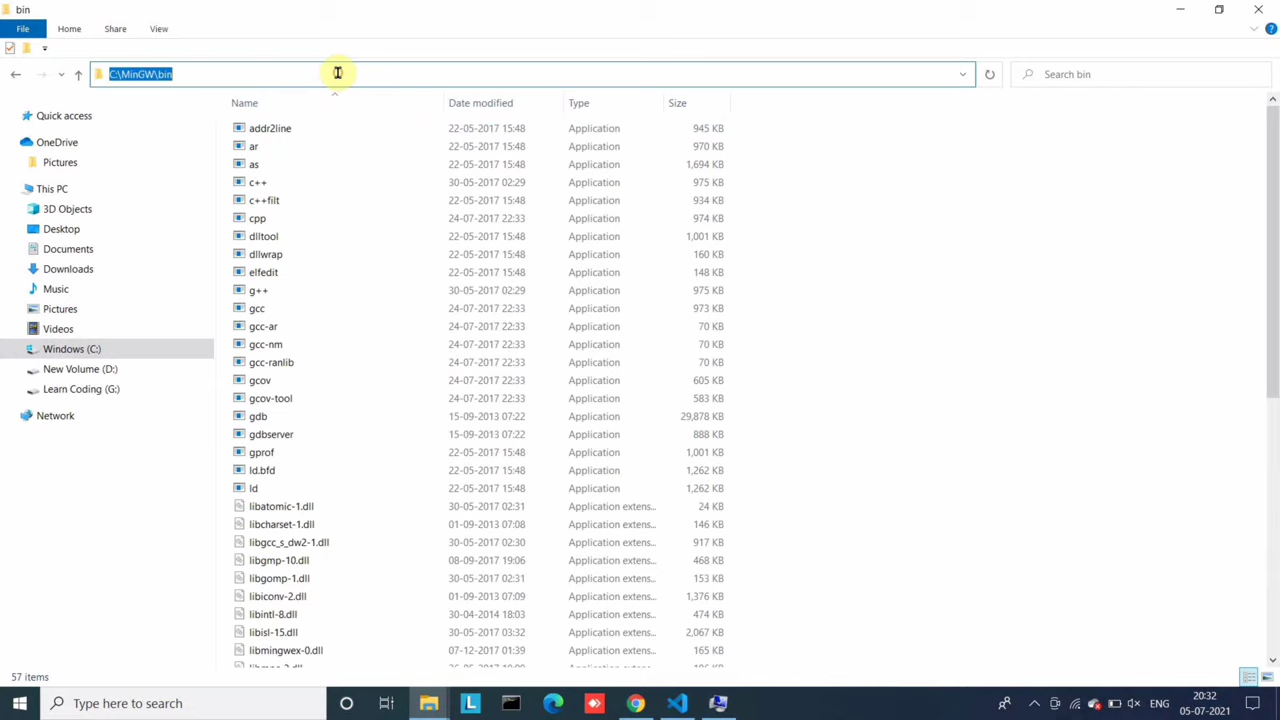 bin
File Home Share View
C:\MinGW\bin
Search bin
Name Date modified Type Size
Quick access
OneDrive
Pictures
This PC
3D Objects
Desktop
Documents
Downloads
Music
Pictures
Videos
Windows (C:)
New Volume (D:)
Learn Coding (G:)
Network
addr2line 22-05-2017 15:48 Application 945 KB
ar 22-05-2017 15:48 Application 970 KB
as 22-05-2017 15:48 Application 1,694 KB
c++ 30-05-2017 02:29 Application 975 KB
c++filt 22-05-2017 15:48 Application 934 KB
cpp 24-07-2017 22:33 Application 974 KB
dlltool 22-05-2017 15:48 Application 1,001 KB
dllwrap 22-05-2017 15:48 Application 160 KB
elfedit 22-05-2017 15:48 Application 148 KB
g++ 30-05-2017 02:29 Application 975 KB
gcc 24-07-2017 22:33 Application 973 KB
gcc-ar 24-07-2017 22:33 Application 70 KB
gcc-nm 24-07-2017 22:33 Application 70 KB
gcc-ranlib 24-07-2017 22:33 Application 70 KB
gcov 24-07-2017 22:33 Application 605 KB
gcov-tool 24-07-2017 22:33 Application 583 KB
gdb 15-09-2013 07:22 Application 29,878 KB
gdbserver 15-09-2013 07:22 Application 888 KB
gprof 22-05-2017 15:48 Application 1,001 KB
ld.bfd 22-05-2017 15:48 Application 1,262 KB
ld 22-05-2017 15:48 Application 1,262 KB
libatomic-1.dll 30-05-2017 02:31 Application extens... 24 KB
libcharset-1.dll 01-09-2013 07:08 Application extens... 146 KB
libgcc_s_dw2-1.dll 30-05-2017 02:30 Application extens... 917 KB
libgmp-10.dll 08-09-2017 19:06 Application extens... 468 KB
libgomp-1.dll 30-05-2017 02:31 Application extens... 153 KB
libiconv-2.dll 01-09-2013 07:09 Application extens... 1,376 KB
libintl-8.dll 30-04-2014 18:03 Application extens... 474 KB
libisl-15.dll 30-05-2017 03:32 Application extens... 2,067 KB
libmingwex-0.dll 07-12-2017 01:39 Application extens... 165 KB
57 items
Type here to search
ENG
20:32
05-07-2021